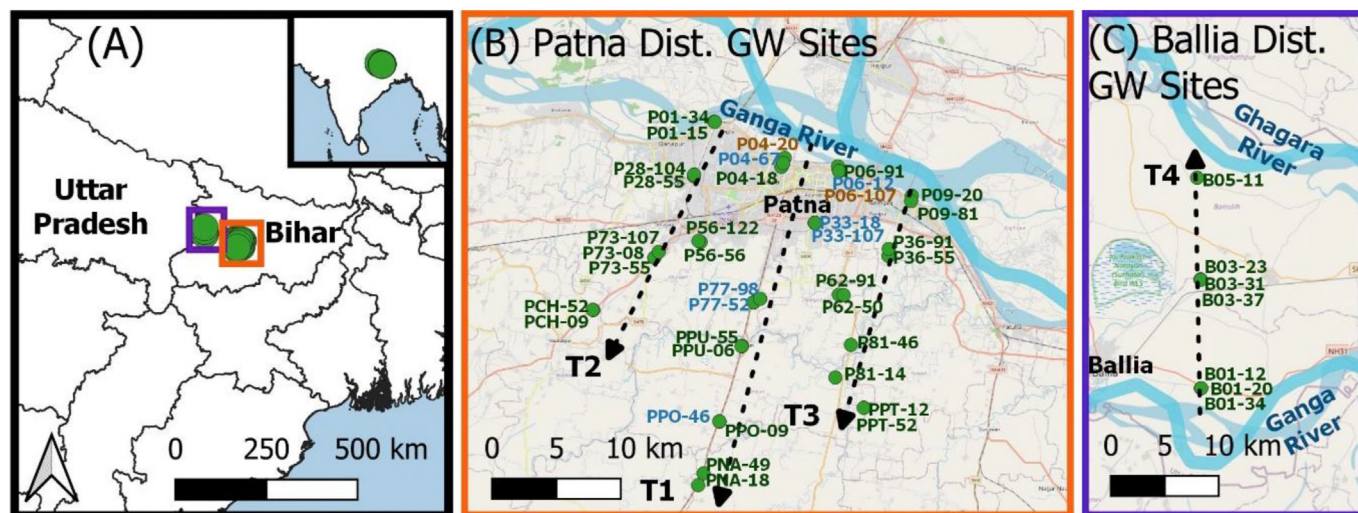 (A)
Uttar
Pradesh
Bihar
0 250 500 km
(B) Patna Dist. GW Sites
Ganga River
P01-34
P01-15
P04-20
P04-67
P04-18
P28-104
P28-55
P06-91
P06-12
P06-107
P09-20
P09-81
Patna
P33-18
P33-107
P56-122
P56-56
P73-107
P73-08
P73-55
P36-91
P36-55
P77-98
P77-52
P62-91
P62-50
PCH-52
PCH-09
PPU-55
PPU-06
P81-46
P81-14
T2
T3
PPO-46
PPO-09
PPT-12
PPT-52
0 5 10 km
PNA-49
PNA-18
T1
(C) Ballia Dist.
GW Sites
Ghagara
River
T4
B05-11
B03-23
B03-31
B03-37
Ballia
NH31
B01-12
B01-20
B01-34
Ganga
River
0 10 km